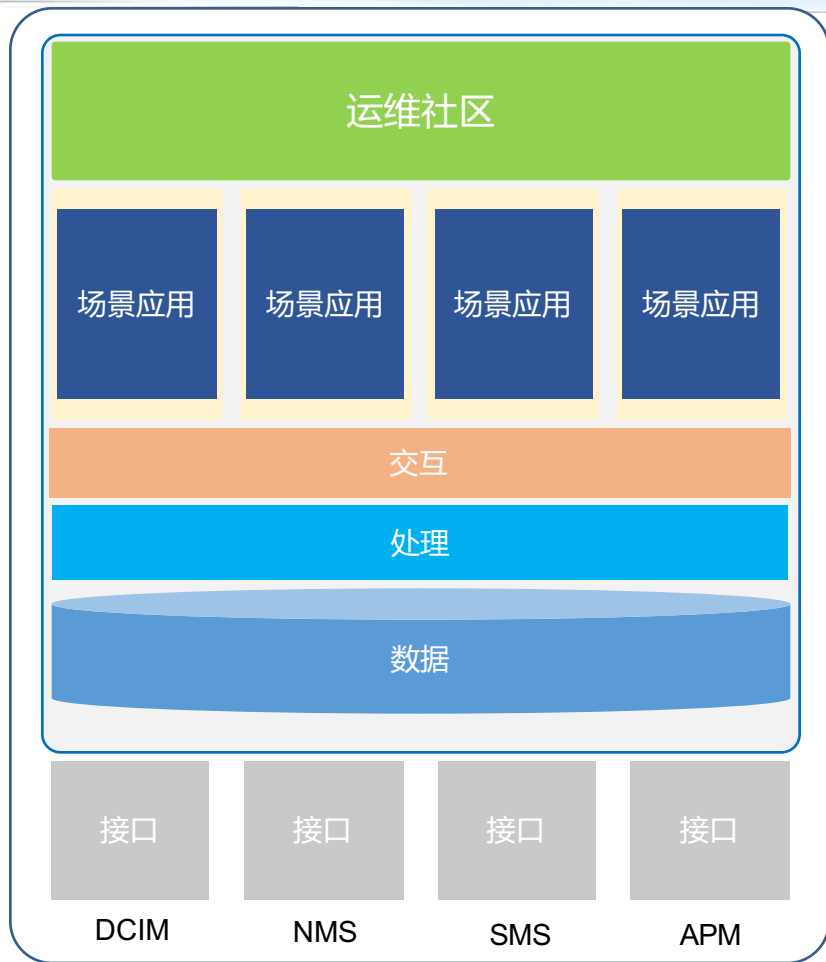 运维社区
场景应用 场景应用 场景应用 场景应用
交互
处理
数据
接口 接口 接口 接口
DCIM NMS SMS APM